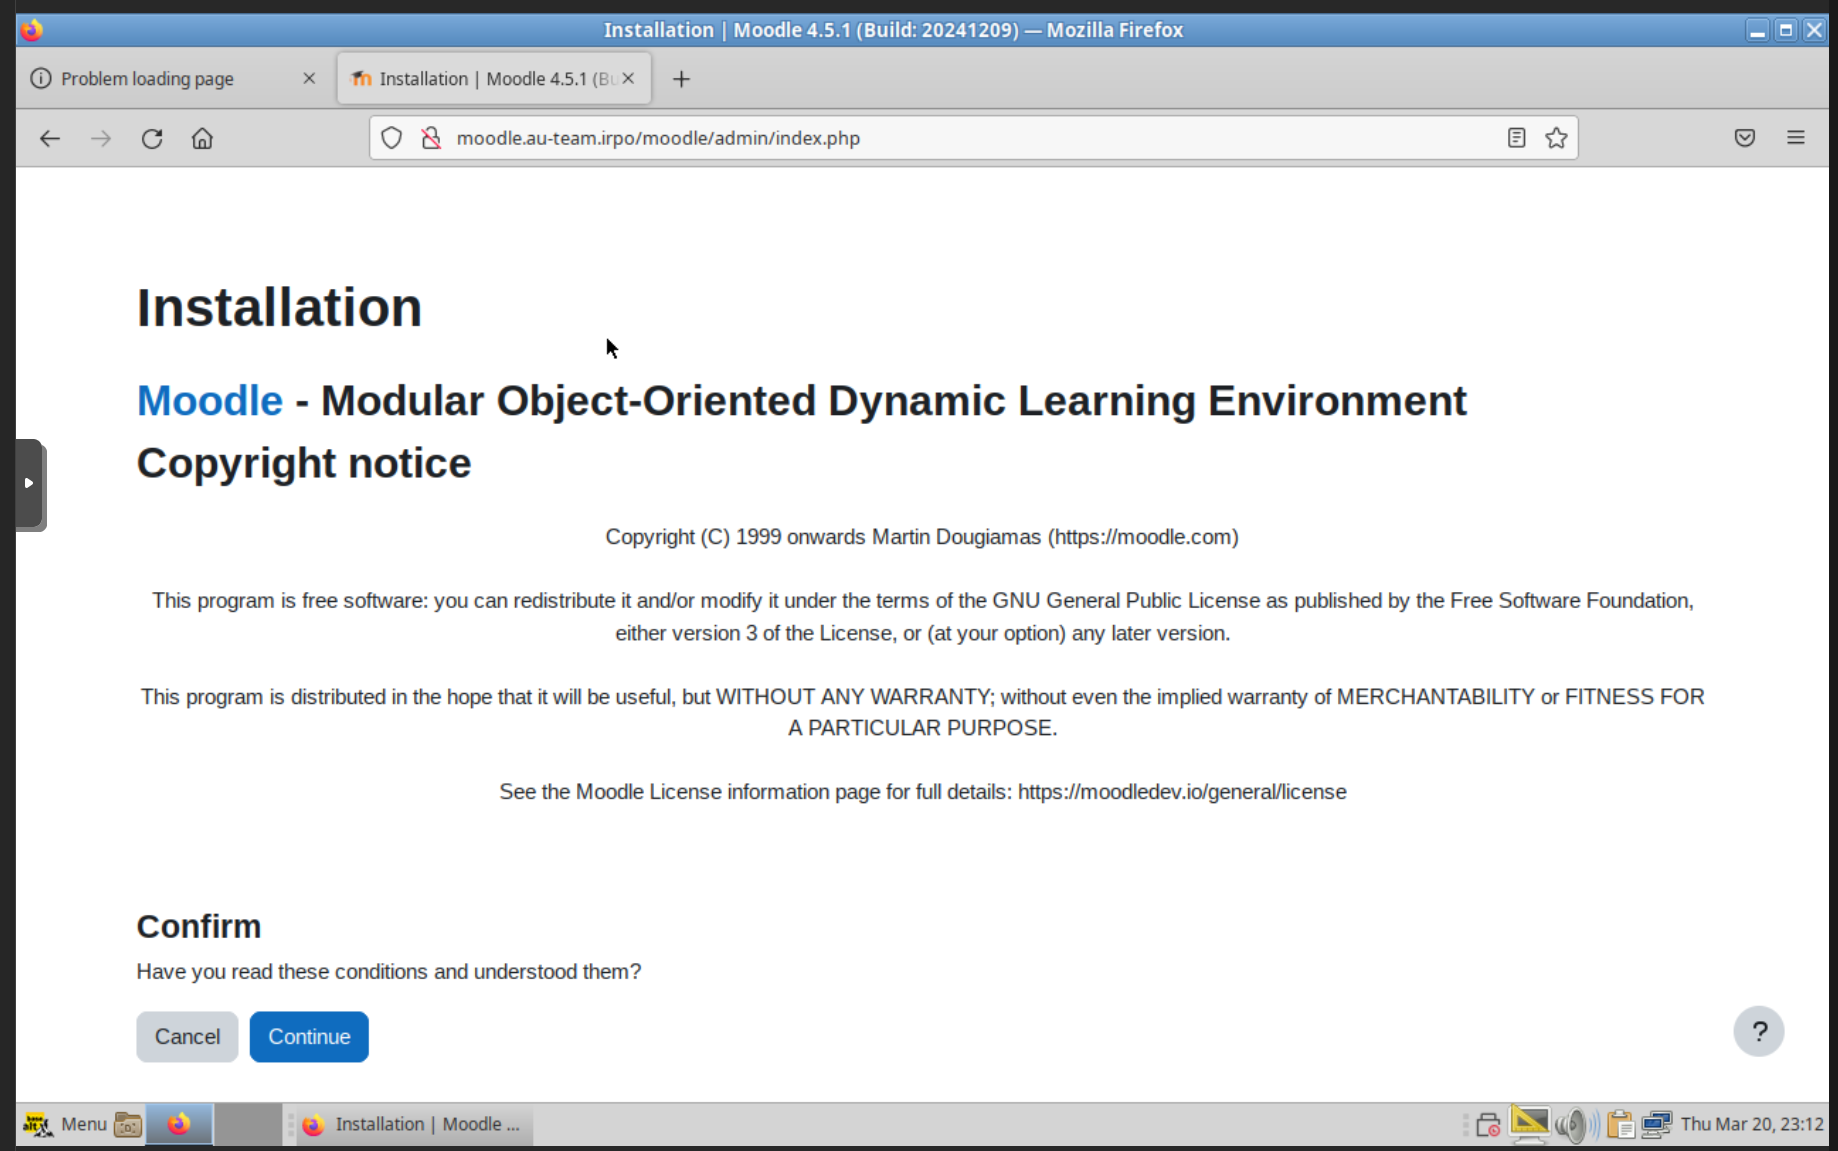 Installation | Moodle 4.5.1 (Build: 20241209) — Mozilla Firefox
Problem loading page
Installation | Moodle 4.5.1 (Bu
moodle.au-team.irpo/moodle/admin/index.php
Installation
Moodle - Modular Object-Oriented Dynamic Learning Environment
Copyright notice
Copyright (C) 1999 onwards Martin Dougiamas (https://moodle.com)
This program is free software: you can redistribute it and/or modify it under the terms of the GNU General Public License as published by the Free Software Foundation,
either version 3 of the License, or (at your option) any later version.
This program is distributed in the hope that it will be useful, but WITHOUT ANY WARRANTY; without even the implied warranty of MERCHANTABILITY or FITNESS FOR
A PARTICULAR PURPOSE.
See the Moodle License information page for full details: https://moodledev.io/general/license
Confirm
Have you read these conditions and understood them?
Cancel
Continue
?
Menu
Installation | Moodle ...
Thu Mar 20, 23:12